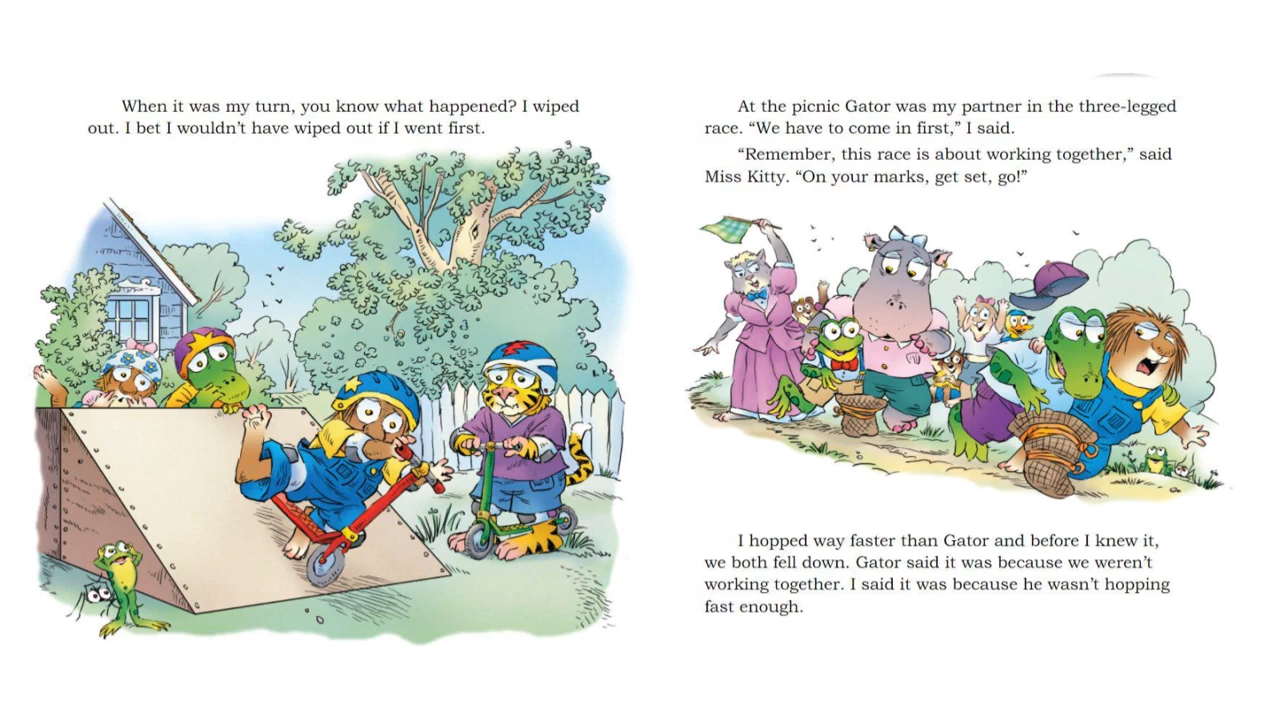 When it was my turn, you know what happened? I wiped
out. I bet I wouldn’t have wiped out if I went first.
At the picnic Gator was my partner in the three-legged
race. “We have to come in first,” I said.
“Remember, this race is about working together,” said
Miss Kitty. “On your marks, get set, go!”
I hopped way faster than Gator and before I knew it,
we both fell down. Gator said it was because we weren’t
working together. I said it was because he wasn’t hopping
fast enough.